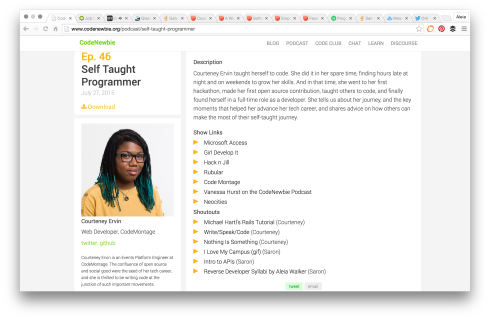 Aleia
www.codenewbie.org/podcast/self-taught-programmer
CodeNewbie
BLOG PODCAST CODE CLUB CHAT LEARN DISCOURSE
Ep. 46
Self Taught
Programmer
July 27, 2015
Download
Courteney Ervin
Web Developer, CodeMontage
twitter github
Courteney Ervin is an Events Platform Engineer at
CodeMontage. The confluence of open source
and social good were the seed of her tech career,
and she is thrilled to be writing code at the
junction of such important movements.
Description
Courteney Ervin taught herself to code. She did it in her spare time, finding hours late at
night and on weekends to grow her skills. And in that time, she went to her first
hackathon, made her first open source contribution, taught others to code, and finally
found herself in a full-time role as a developer. She tells us about her journey, and the key
moments that helped her advance her tech career, and shares advice on how others can
make the most of their self-taught journey.
Show Links
Microsoft Access
Girl Develop It
Hack n Jill
Rubular
Code Montage
Vanessa Hurst on the CodeNewbie Podcast
Neocities
Shoutouts
Michael Hartl's Rails Tutorial (Courteney)
Write/Speak/Code (Courteney)
Nothing Is Something (Courteney)
I Love My Campus (gif) (Saron)
Intro to APIs (Saron)
Reverse Developer Syllabi by Aleia Walker (Saron)
tweet email